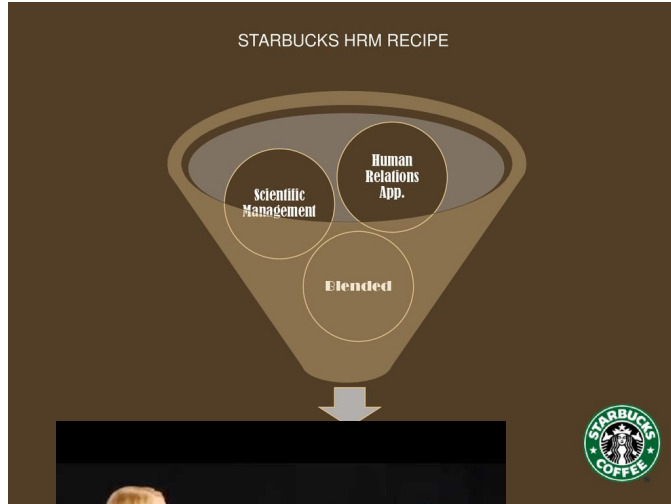 STARBUCKS HRM RECIPE
Human
Relations
App.
Scientific
Management
Blended
STARBUCKS
COFFEE